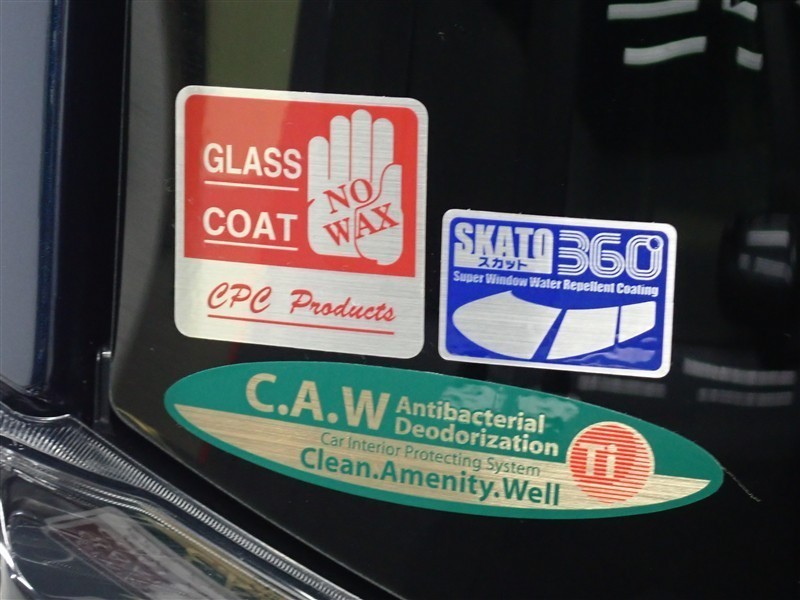 GLASS
COAT
NO
WAX
CPC Products
SKATO 360°
スカット
Super Window Water Repellent Coating
C.A.W Antibacterial
Deodorization
Car Interior Protecting System
Clean.Amenity.Well
Ti